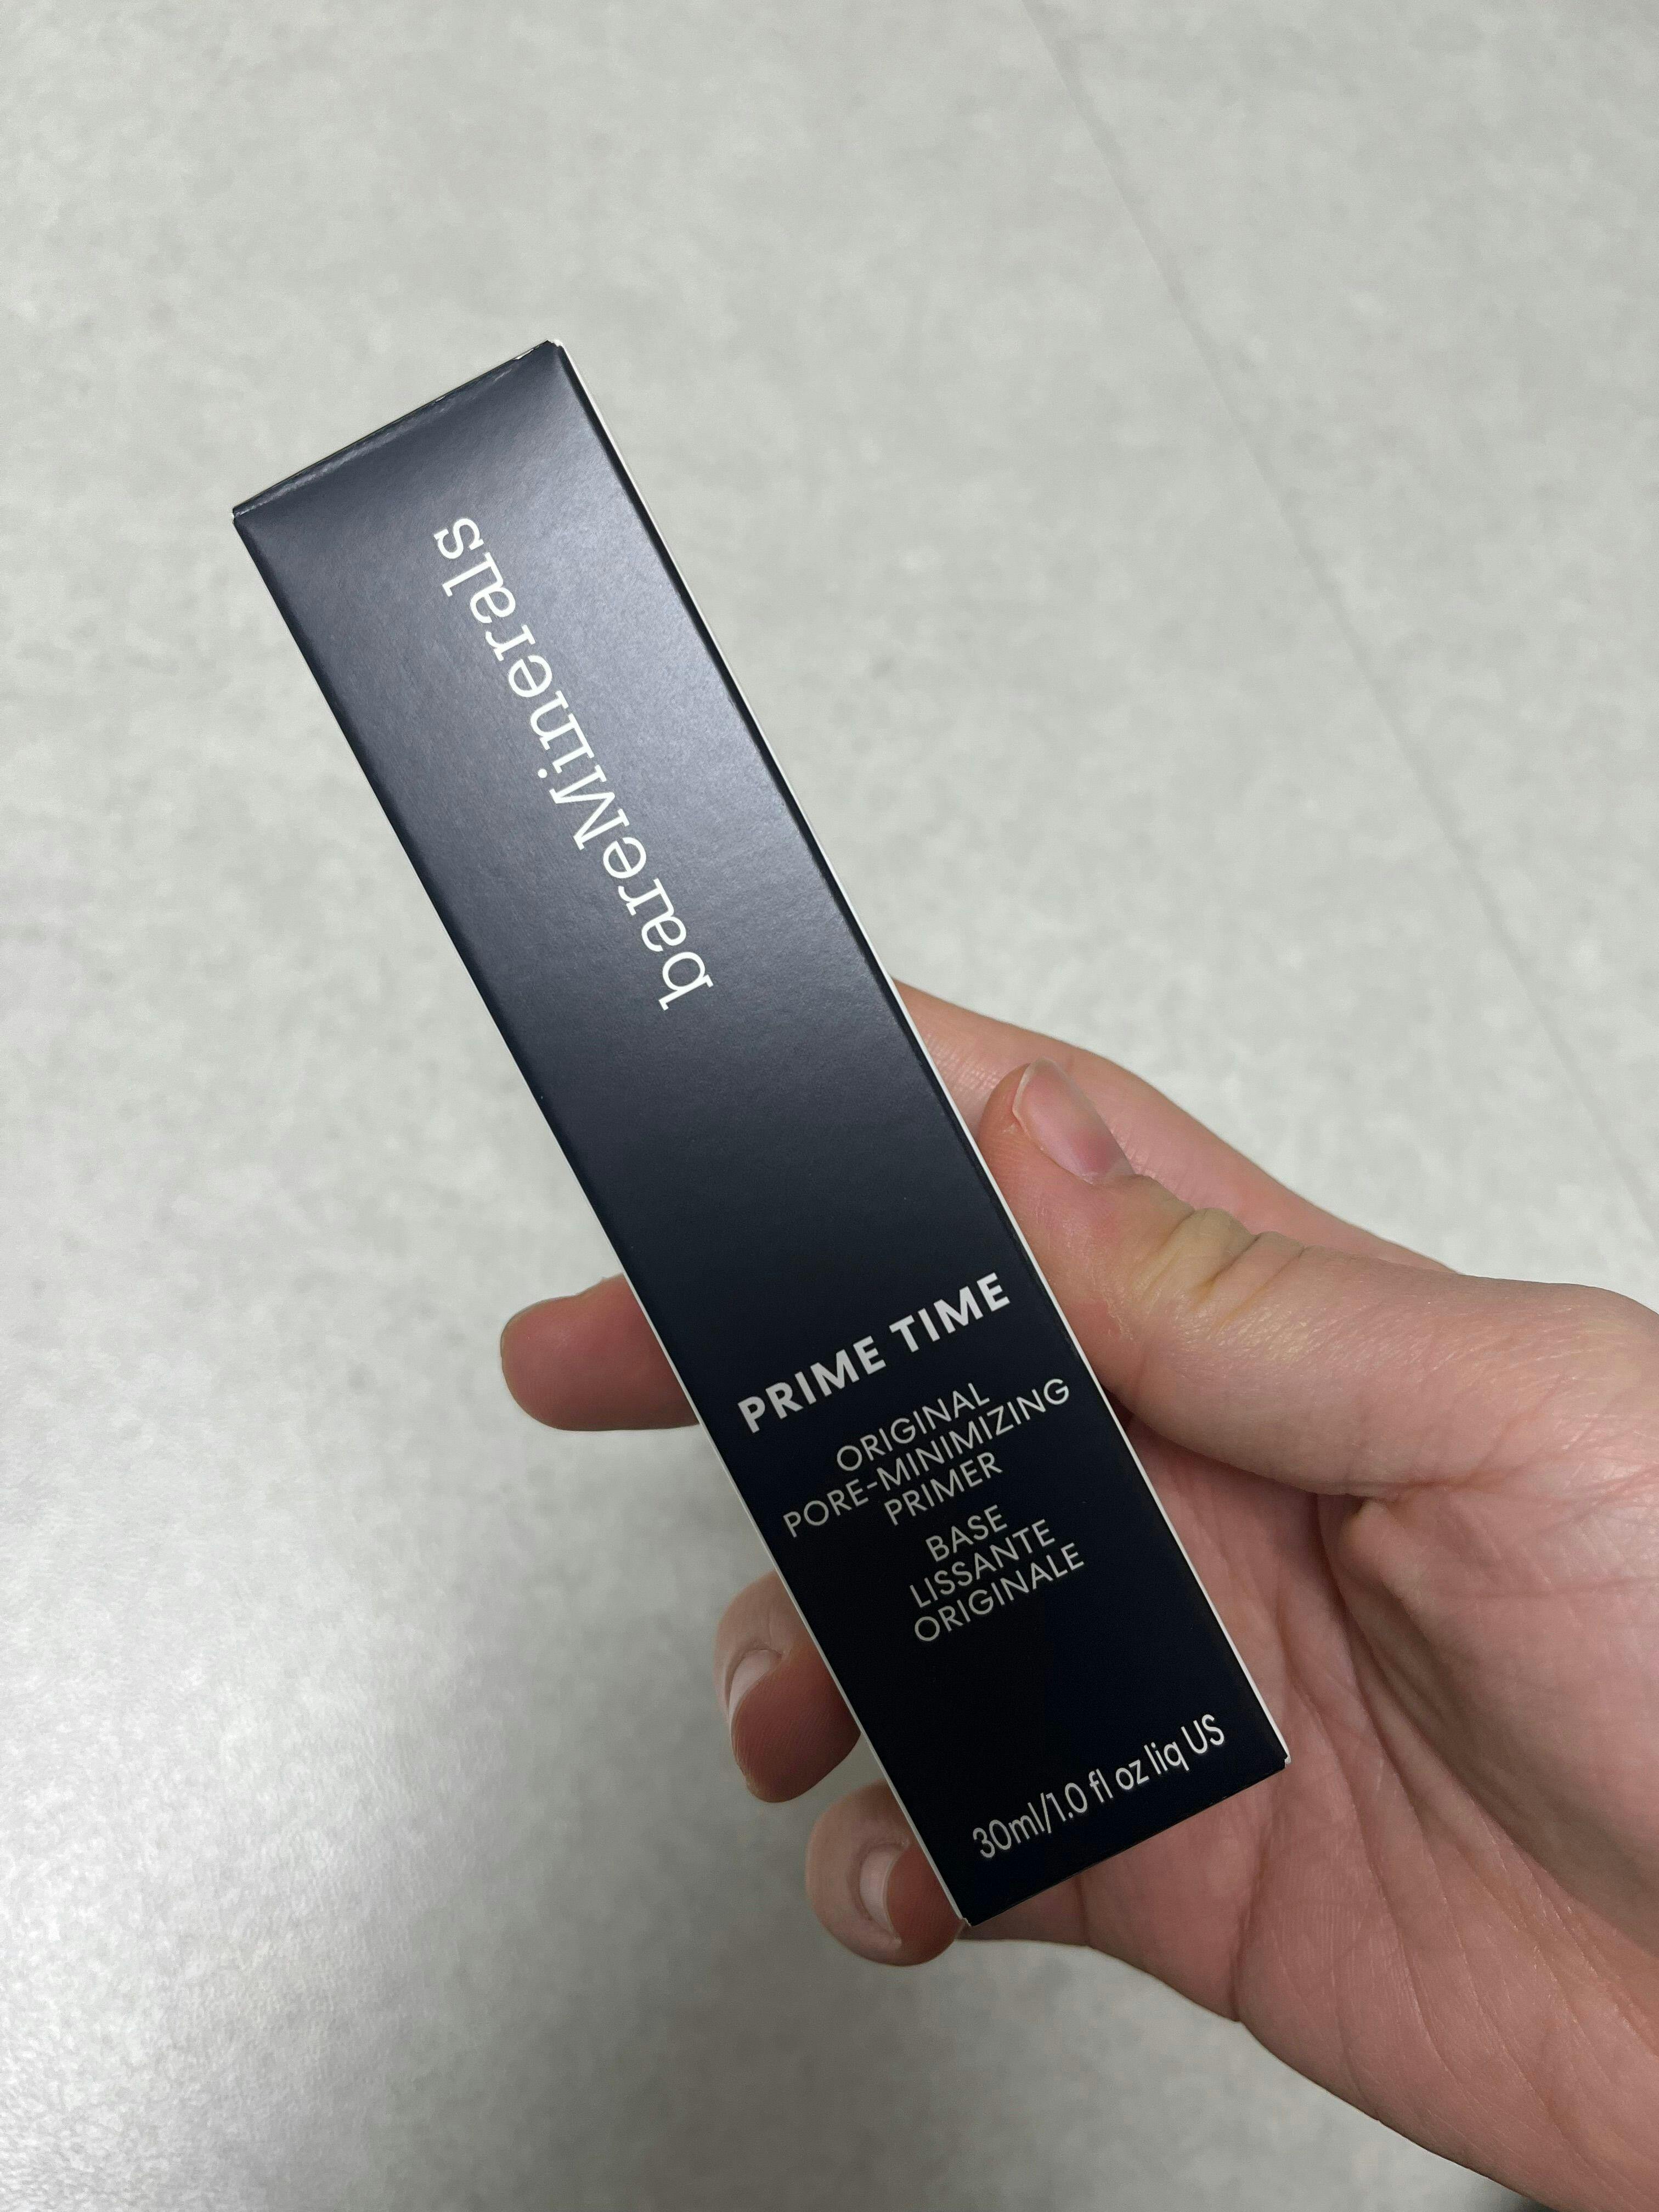 bareMinerals
PRIME TIME
ORIGINAL
PORE-MINIMIZING
PRIMER
BASE
LISSANTE
ORIGINALE
30ml/1.0 fl oz liq US